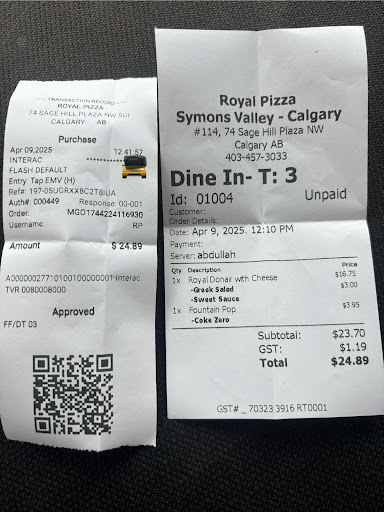 TRANSACTION RECORD
ROYAL PIZZA
74 SAGE HILL PLAZA NW SUI
CALGARY AB
Purchase
Apr 09,2025 12:41:57
INTERAC ************
FLASH DEFAULT
Entry: Tap EMV (H)
Ref#: 197-0SUGRXX8C2T8IUA
Auth#: 000449 Response: 00-001
Order: MGO1744224116930
Username: RP
Amount $ 24.89
A0000002771010010000001 Interac
TVR 0080008000
Approved
FF/DT 03
Royal Pizza
Symons Valley - Calgary
#114, 74 Sage Hill Plaza NW
Calgary AB
403-457-3033
Dine In- T: 3
Id: 01004 Unpaid
Customer:
Order Details:
Date: Apr 9, 2025. 12:10 PM
Payment:
Server: abdullah
Qty Description Price
1x Royal Donair with Cheese $16.75
-Greek Salad $3.00
-Sweet Sauce
1x Fountain Pop $3.95
-Coke Zero
Subtotal: $23.70
GST: $1.19
Total $24.89
GST# _ 70323 3916 RT0001